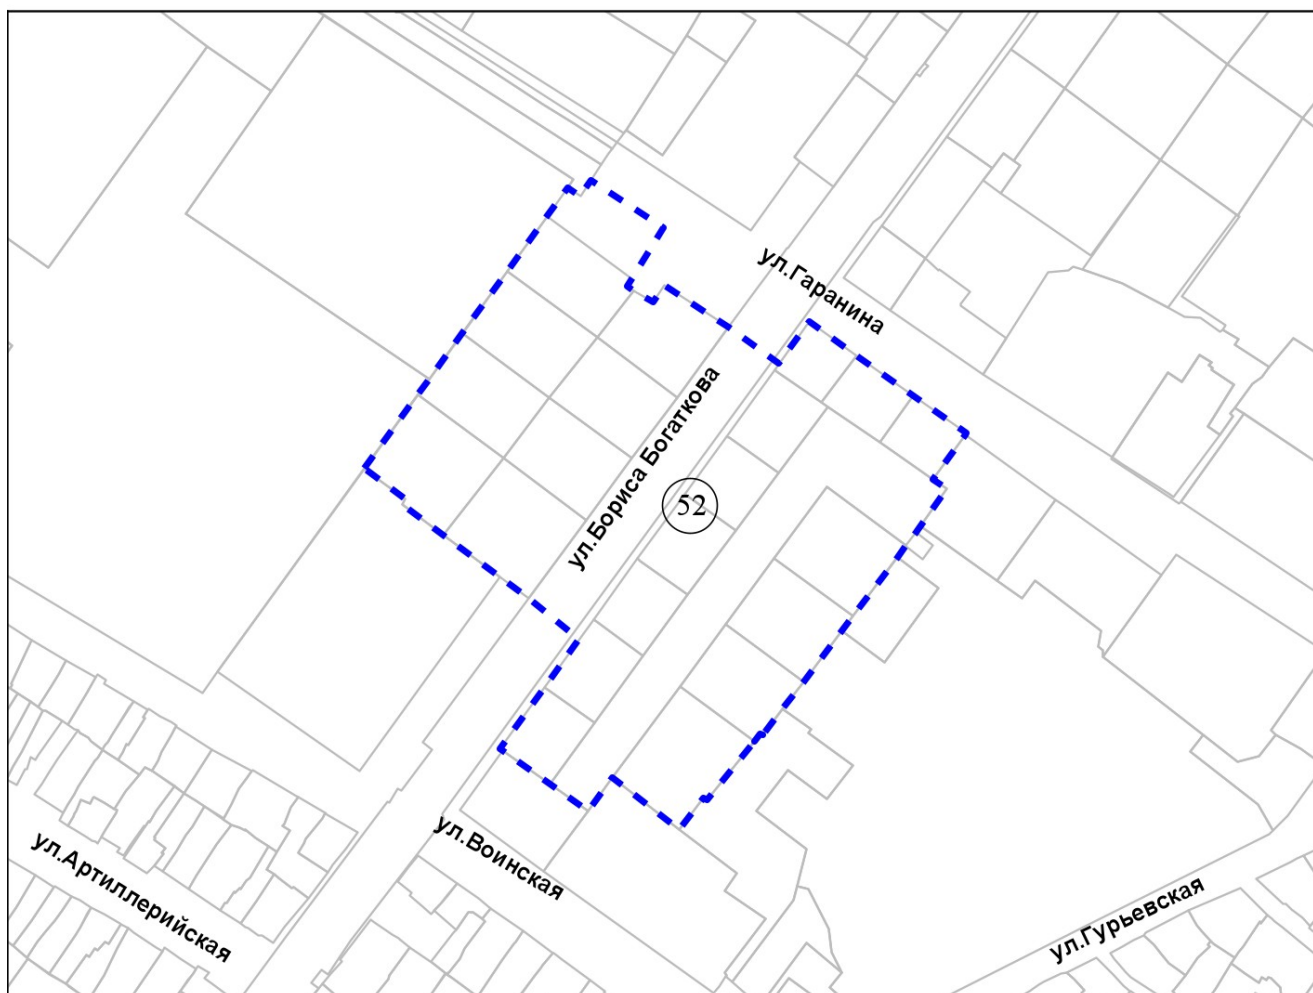 ул.Гаранина
ул.Бориса Богаткова
52
ул.Воинская
ул.Артиллерийская
ул.Гурьевская